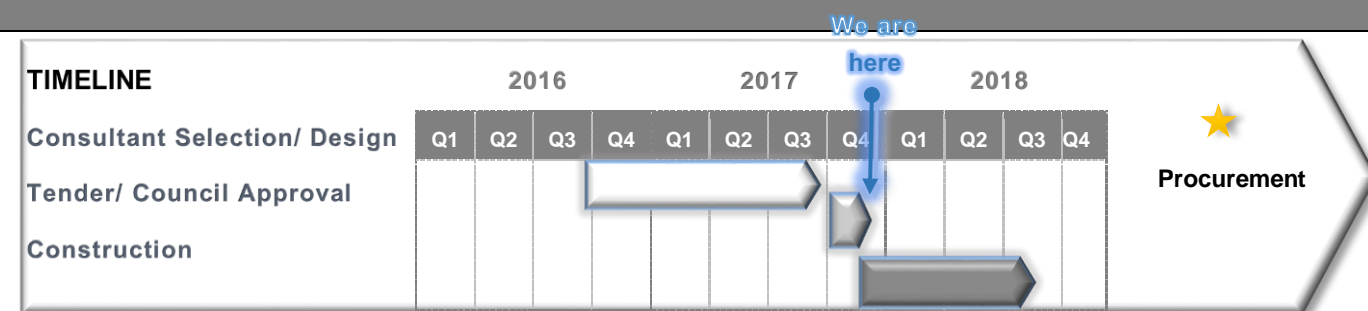 We are
here
TIMELINE 2016 2017 2018
Consultant Selection/ Design Q1 Q2 Q3 Q4 Q1 Q2 Q3 Q4 Q1 Q2 Q3 Q4
Tender/ Council Approval
Procurement
Construction